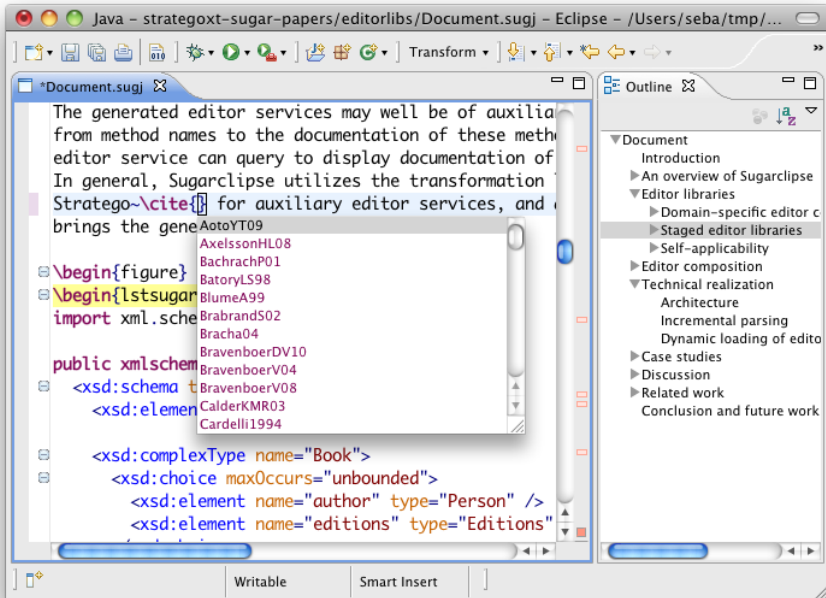 Java – strategoxt-sugar-papers/editorlibs/Document.sugj – Eclipse – /Users/seba/tmp/...
Transform
*Document.sugj
The generated editor services may well be of
from method names to the documentation of these
editor service can query to display documentation of
In general, Sugarclipse utilizes the transformation
Stratego~\cite{} for auxiliary editor services, and
brings the
AotoYT09
AxelssonHL08
BachrachP01
BatoryLS98
BlumeA99
BrabrandS02
Bracha04
BravenboerDV10
BravenboerV04
BravenboerV08
CalderKMR03
Cardelli1994
\begin{figure}
\begin{lstsugar
import xml.sche
public xmlschem
<xsd:schema t
<xsd:elemen
<xsd:complexType name="Book">
<xsd:choice maxOccurs="unbounded">
<xsd:element name="author" type="Person" />
<xsd:element name="editions" type="Editions"
Outline
Document
Introduction
An overview of Sugarclipse
Editor libraries
Domain-specific editor c
Staged editor libraries
Self-applicability
Editor composition
Technical realization
Architecture
Incremental parsing
Dynamic loading of edito
Case studies
Discussion
Related work
Conclusion and future work
Writable
Smart Insert